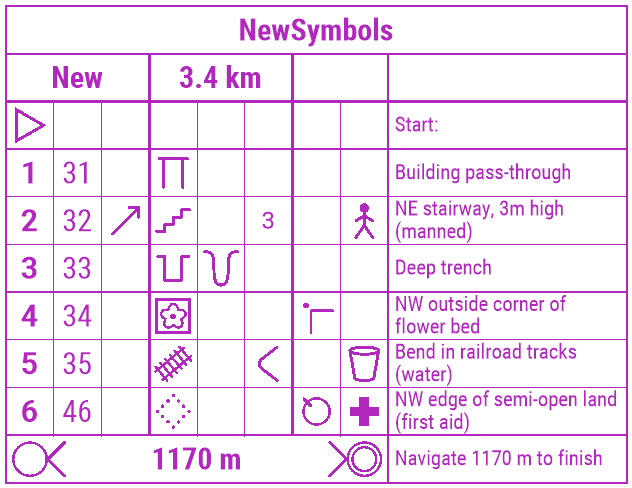 NewSymbols
New 3.4 km
Start:
1 31 Building pass-through
2 32 3 NE stairway, 3m high
(manned)
3 33 Deep trench
4 34 NW outside corner of
flower bed
5 35 Bend in railroad tracks
(water)
6 46 NW edge of semi-open land
(first aid)
1170 m Navigate 1170 m to finish